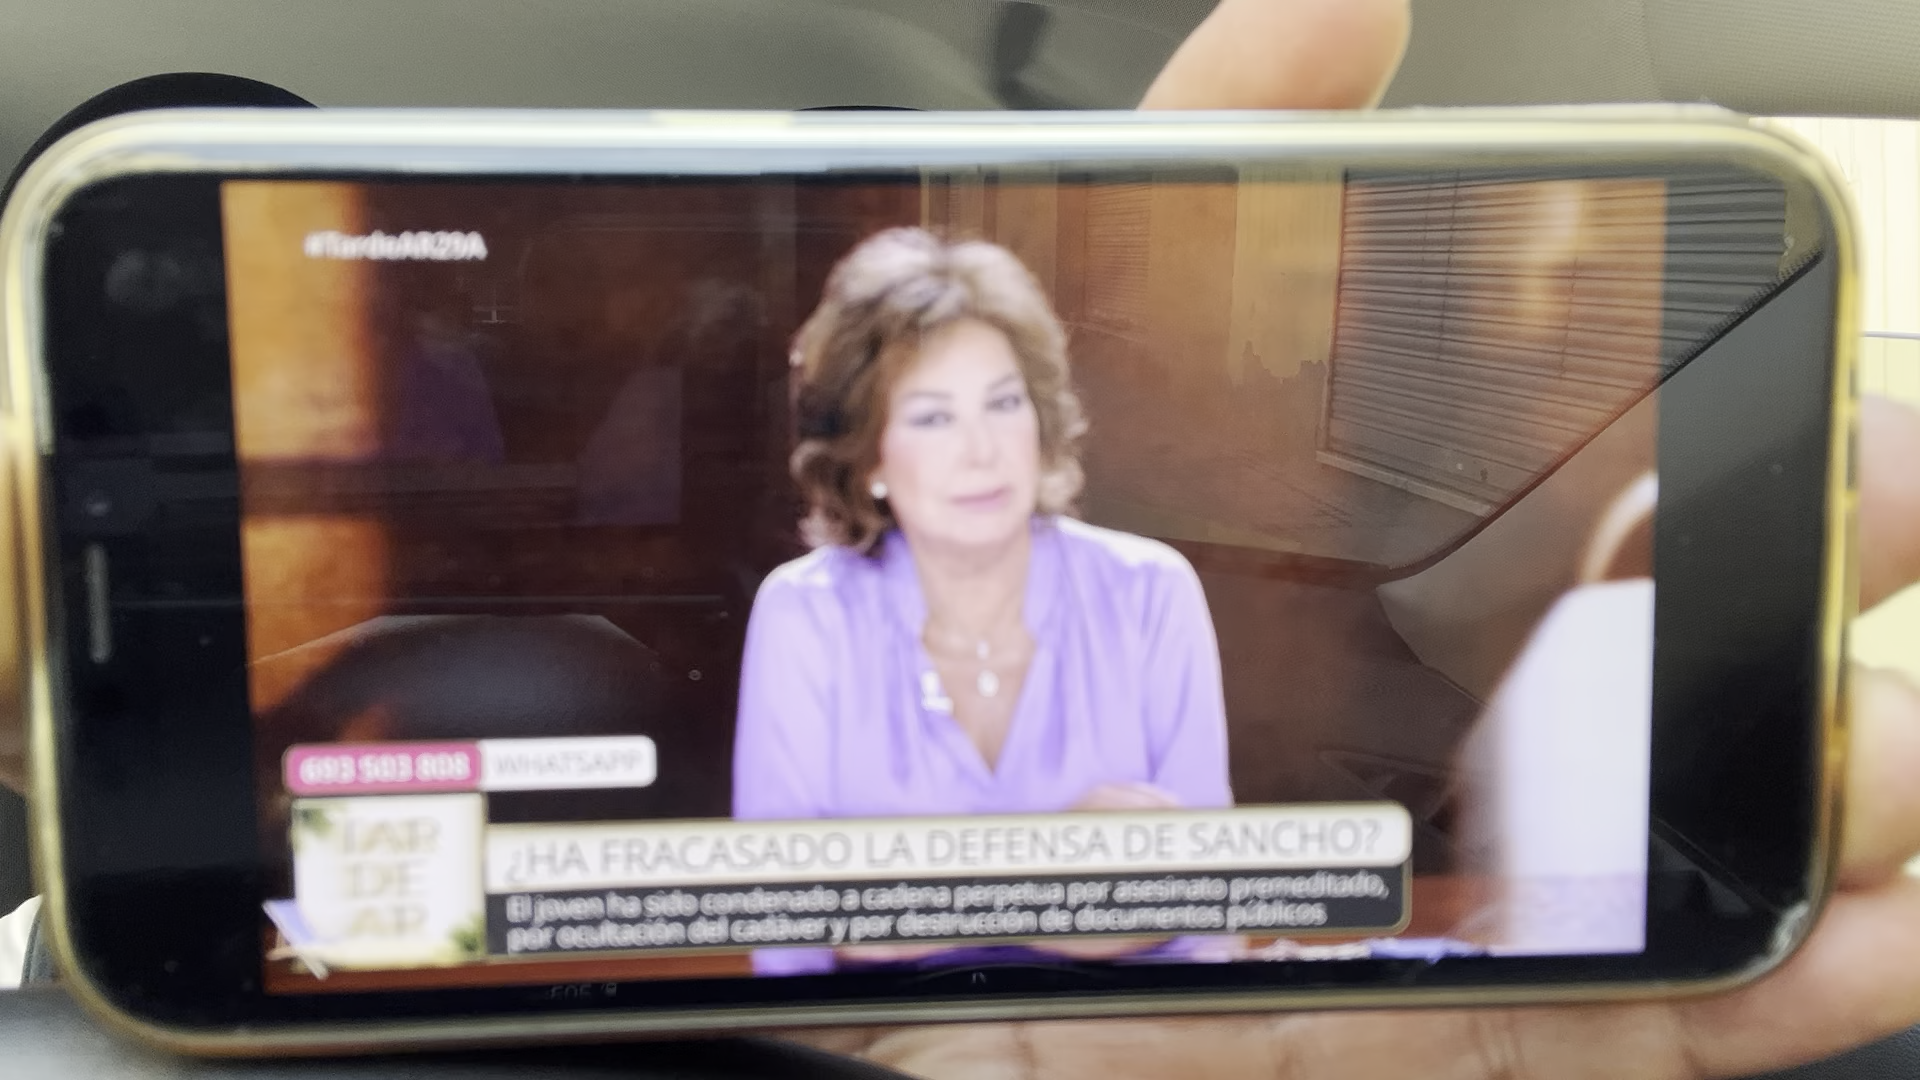 #TardeAR29A
693 503 808 WHATSAPP
TAR
DE
AR
¿HA FRACASADO LA DEFENSA DE SANCHO?
El joven ha sido condenado a cadena perpetua por asesinato premeditado,
por ocultación del cadáver y por destrucción de documentos públicos